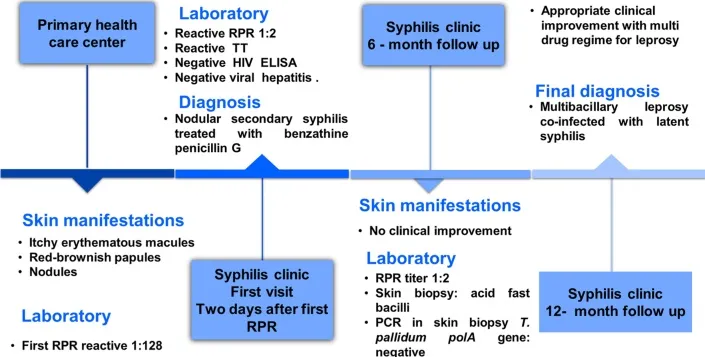 Primary health
care center
Skin manifestations
• Itchy erythematous macules
• Red-brownish papules
• Nodules
Laboratory
• First RPR reactive 1:128
Laboratory
• Reactive RPR 1:2
• Reactive TT
• Negative HIV ELISA
• Negative viral hepatitis .
Diagnosis
• Nodular secondary syphilis
treated with benzathine
penicillin G
Syphilis clinic
First visit
Two days after first
RPR
Syphilis clinic
6 - month follow up
Skin manifestations
• No clinical improvement
Laboratory
• RPR titer 1:2
• Skin biopsy: acid fast
bacilli
• PCR in skin biopsy T.
pallidum polA gene:
negative
• Appropriate clinical
improvement with multi
drug regime for leprosy
Final diagnosis
• Multibacillary leprosy
co-infected with latent
syphilis
Syphilis clinic
12- month follow up